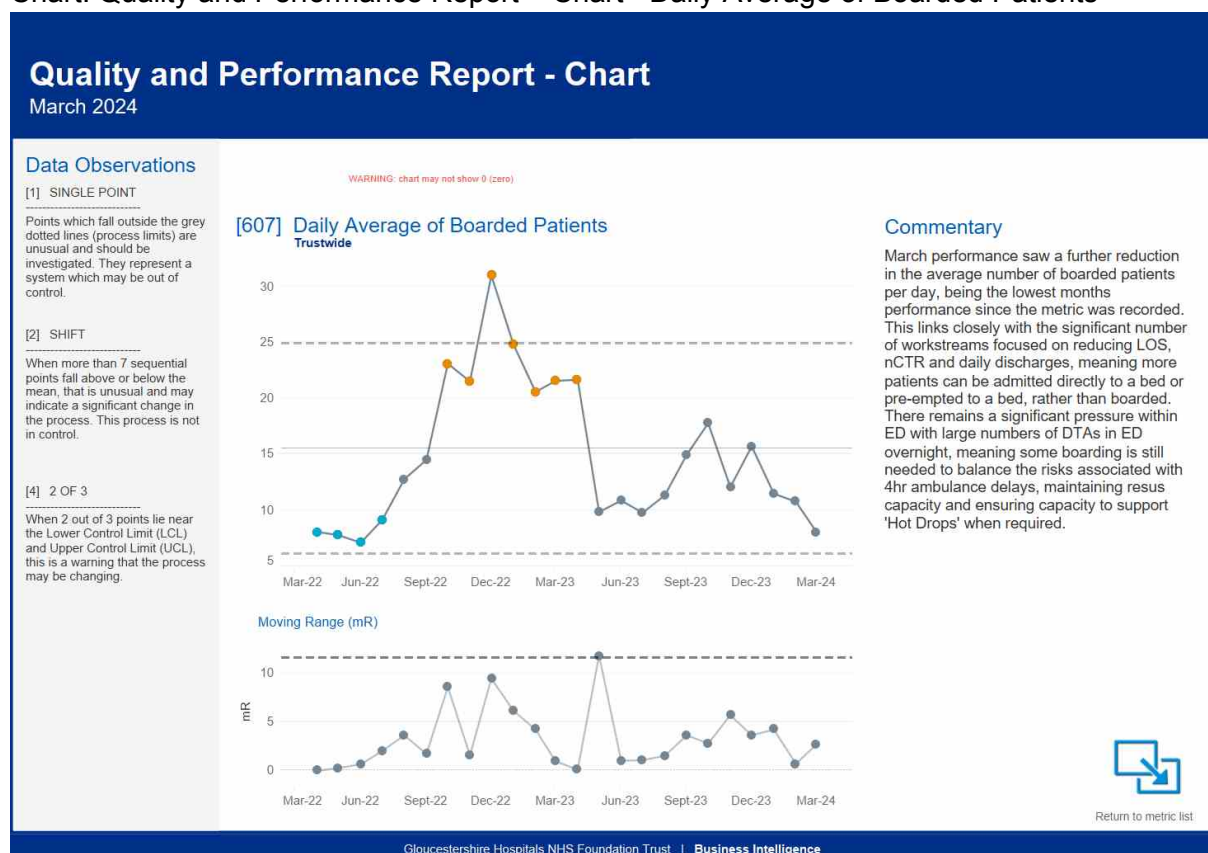 Chart: Quality and Performance Report – Chart - Daily Average of Boarded Patients
Quality and Performance Report - Chart
March 2024
Data Observations
[1] SINGLE POINT
----------------------------
Points which fall outside the grey
dotted lines (process limits) are
unusual and should be
investigated. They represent a
system which may be out of
control.
[2] SHIFT
----------------------------
When more than 7 sequential
points fall above or below the
mean, that is unusual and may
indicate a significant change in
the process. This process is not
in control.
[4] 2 OF 3
----------------------------
When 2 out of 3 points lie near
the Lower Control Limit (LCL)
and Upper Control Limit (UCL),
this is a warning that the process
may be changing.
WARNING: chart may not show 0 (zero)
[607] Daily Average of Boarded Patients
Trustwide
30
25
20
15
10
5
Mar-22 Jun-22 Sept-22 Dec-22 Mar-23 Jun-23 Sept-23 Dec-23 Mar-24
Moving Range (mR)
mR
10
5
0
Mar-22 Jun-22 Sept-22 Dec-22 Mar-23 Jun-23 Sept-23 Dec-23 Mar-24
Commentary
March performance saw a further reduction
in the average number of boarded patients
per day, being the lowest months
performance since the metric was recorded.
This links closely with the significant number
of workstreams focused on reducing LOS,
nCTR and daily discharges, meaning more
patients can be admitted directly to a bed or
pre-empted to a bed, rather than boarded.
There remains a significant pressure within
ED with large numbers of DTAs in ED
overnight, meaning some boarding is still
needed to balance the risks associated with
4hr ambulance delays, maintaining resus
capacity and ensuring capacity to support
'Hot Drops' when required.
Return to metric list
Gloucestershire Hospitals NHS Foundation Trust | Business Intelligence